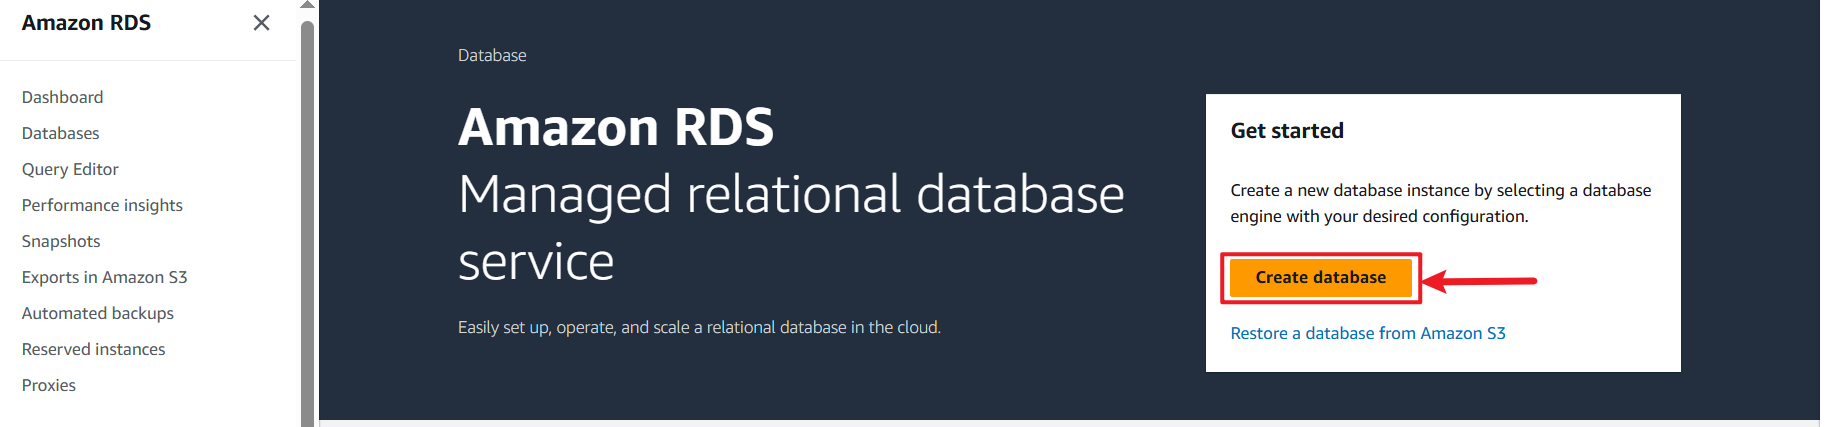 Amazon RDS
Dashboard
Databases
Query Editor
Performance insights
Snapshots
Exports in Amazon S3
Automated backups
Reserved instances
Proxies
Database
Amazon RDS
Managed relational database
service
Easily set up, operate, and scale a relational database in the cloud.
Get started
Create a new database instance by selecting a database
engine with your desired configuration.
Create database
Restore a database from Amazon S3